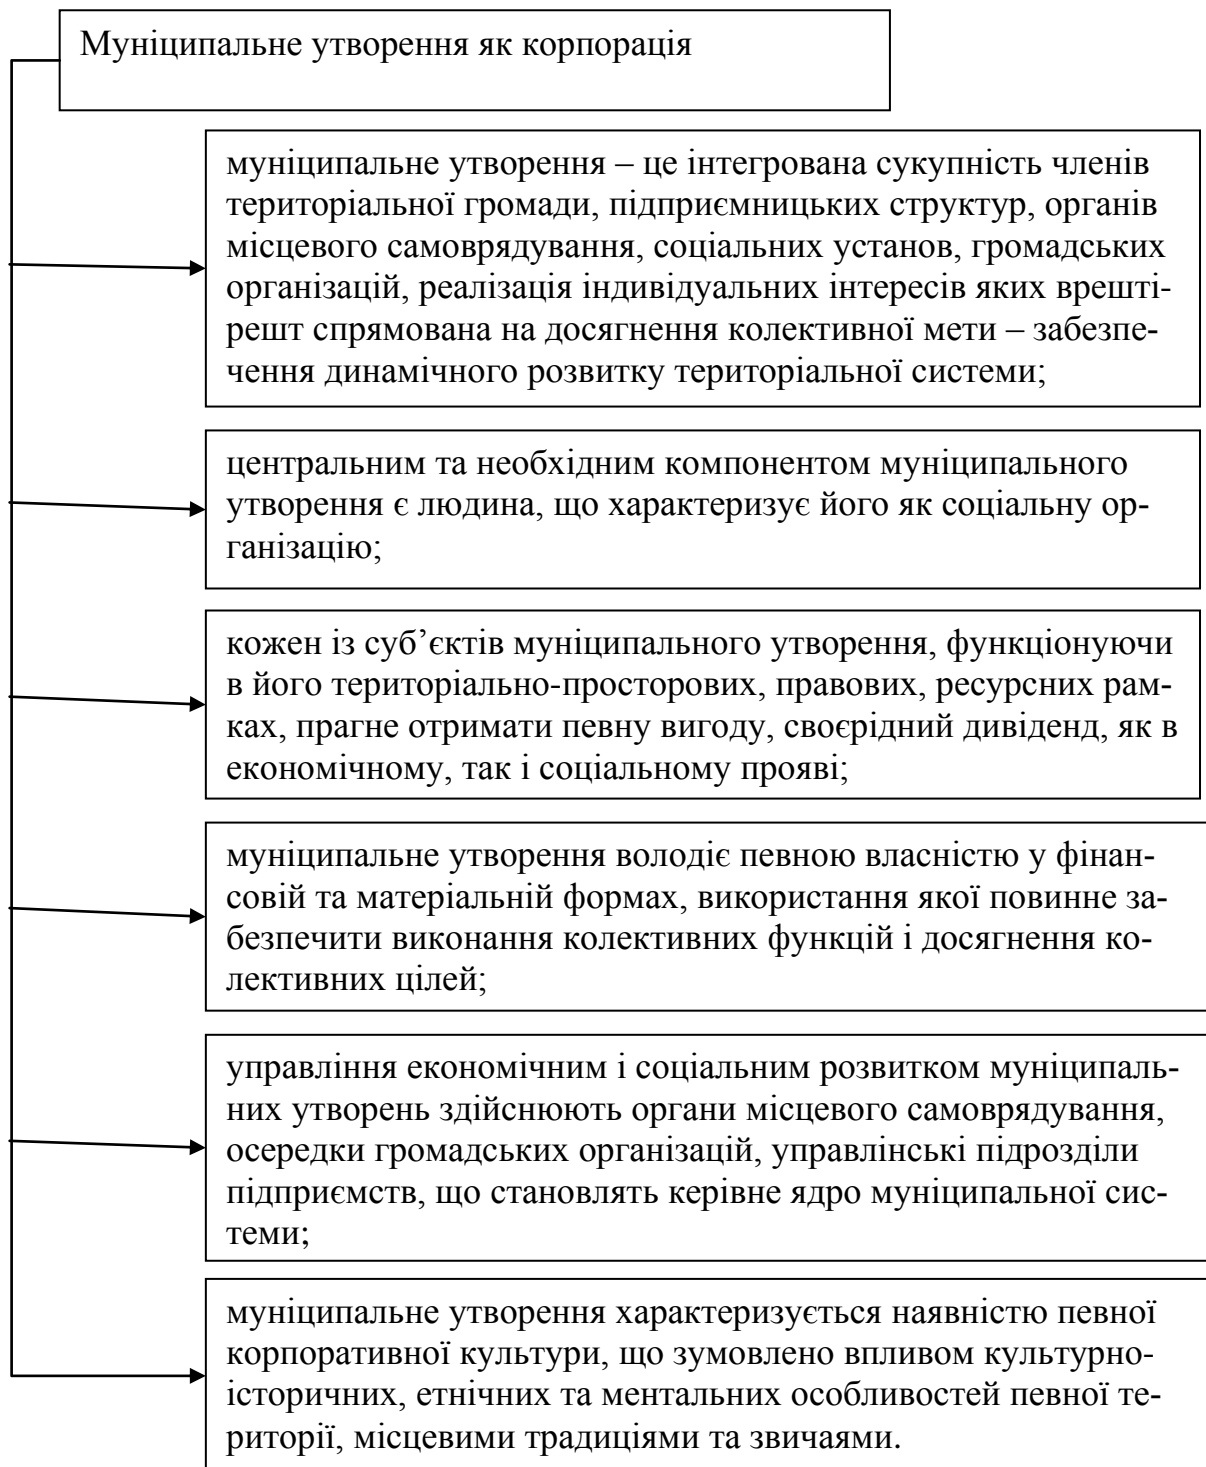 Муніципальне утворення як корпорація
муніципальне утворення – це інтегрована сукупність членів
територіальної громади, підприємницьких структур, органів
місцевого самоврядування, соціальних установ, громадських
організацій, реалізація індивідуальних інтересів яких врешті-
решт спрямована на досягнення колективної мети – забезпе-
чення динамічного розвитку територіальної системи;
центральним та необхідним компонентом муніципального
утворення є людина, що характеризує його як соціальну ор-
ганізацію;
кожен із суб’єктів муніципального утворення, функціонуючи
в його територіально-просторових, правових, ресурсних рам-
ках, прагне отримати певну вигоду, своєрідний дивіденд, як в
економічному, так і соціальному прояві;
муніципальне утворення володіє певною власністю у фінан-
совій та матеріальній формах, використання якої повинне за-
безпечити виконання колективних функцій і досягнення ко-
лективних цілей;
управління економічним і соціальним розвитком муніципаль-
них утворень здійснюють органи місцевого самоврядування,
осередки громадських організацій, управлінські підрозділи
підприємств, що становлять керівне ядро муніципальної сис-
теми;
муніципальне утворення характеризується наявністю певної
корпоративної культури, що зумовлено впливом культурно-
історичних, етнічних та ментальних особливостей певної те-
риторії, місцевими традиціями та звичаями.